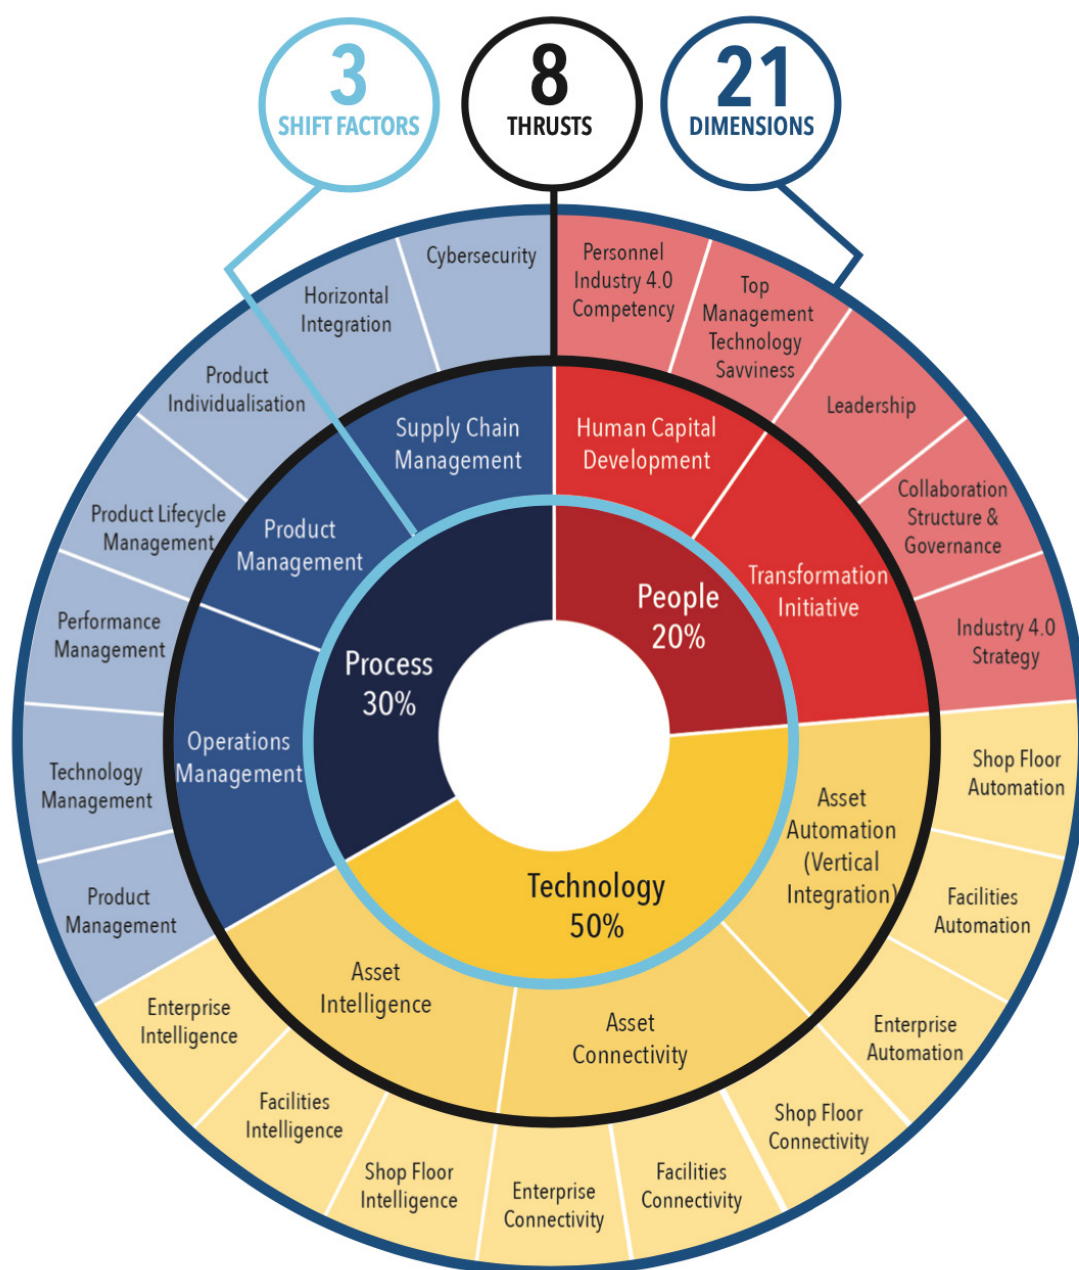 3
SHIFT FACTORS
8
THRUSTS
21
DIMENSIONS
Process
30%
People
20%
Technology
50%
Supply Chain
Management
Product
Management
Operations
Management
Human Capital
Development
Transformation
Initiative
Asset
Automation
(Vertical
Integration)
Asset
Connectivity
Asset
Intelligence
Cybersecurity
Horizontal
Integration
Product
Individualisation
Product Lifecycle
Management
Performance
Management
Technology
Management
Product
Management
Personnel
Industry 4.0
Competency
Top
Management
Technology
Savviness
Leadership
Collaboration
Structure &
Governance
Industry 4.0
Strategy
Shop Floor
Automation
Facilities
Automation
Enterprise
Automation
Shop Floor
Connectivity
Facilities
Connectivity
Enterprise
Connectivity
Shop Floor
Intelligence
Facilities
Intelligence
Enterprise
Intelligence